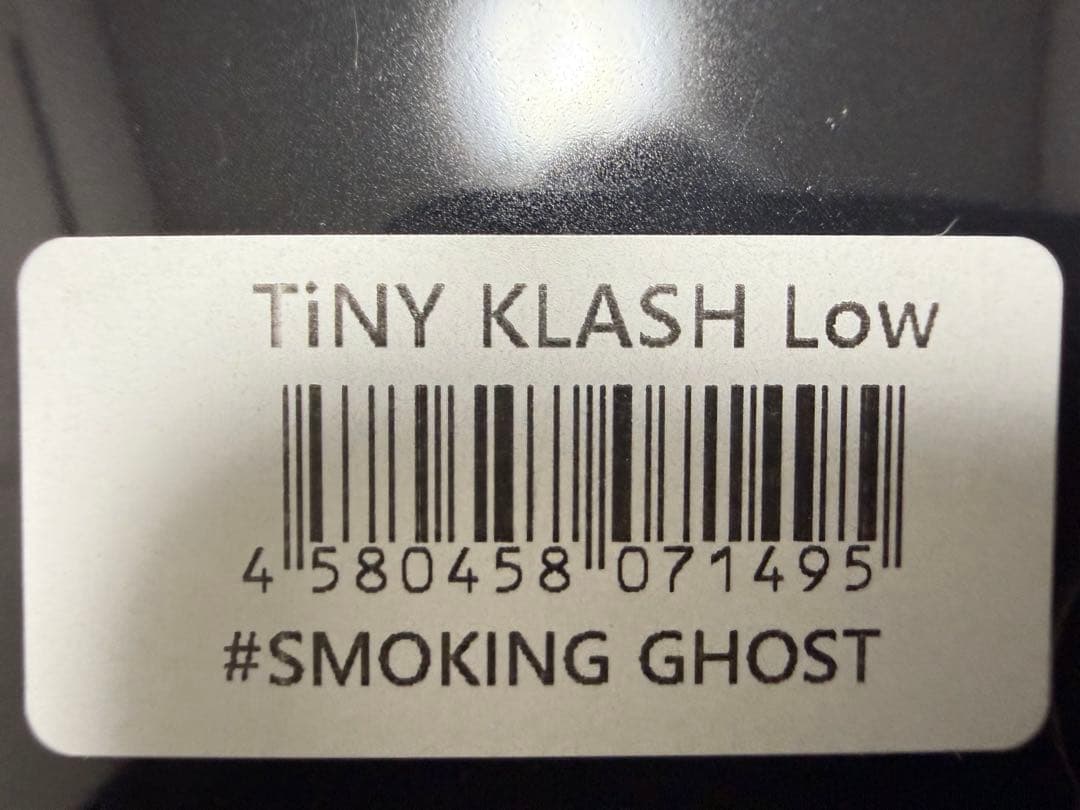 TiNY KLASH Low
4 580458 071495
#SMOKING GHOST